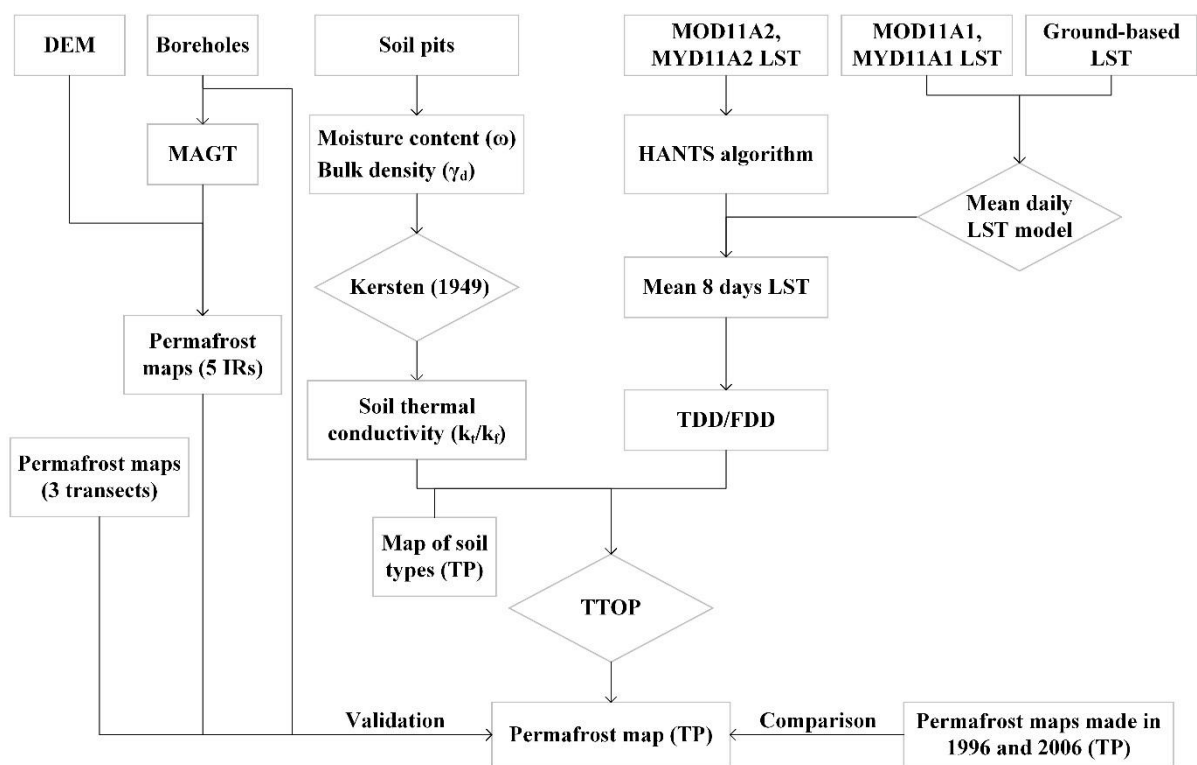 DEM
Boreholes
Soil pits
MOD11A2,
MYD11A2 LST
MOD11A1,
MYD11A1 LST
Ground-based
LST
MAGT
Moisture content (ω)
Bulk density (γd)
HANTS algorithm
Mean daily
LST model
Kersten (1949)
Mean 8 days LST
Permafrost
maps (5 IRs)
Soil thermal
conductivity (kt/kf)
TDD/FDD
Permafrost maps
(3 transects)
Map of soil
types (TP)
TTOP
Validation
Permafrost map (TP)
Comparison
Permafrost maps made in
1996 and 2006 (TP)